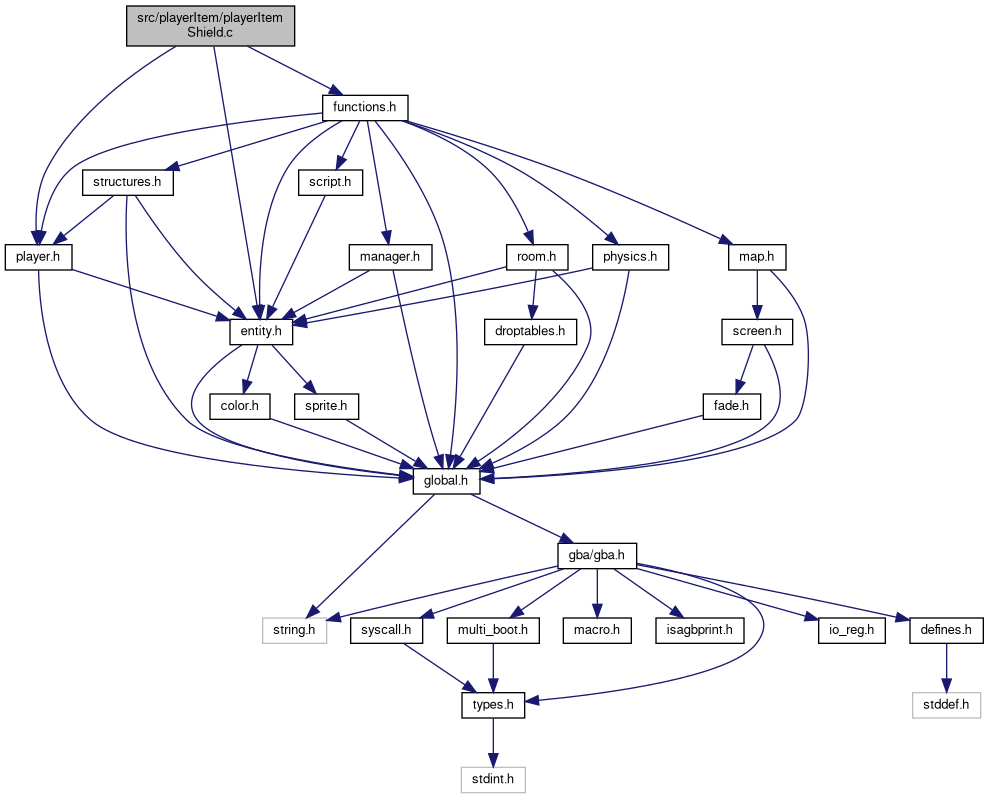 src/playerItem/playerItem
Shield.c
functions.h
structures.h
script.h
player.h
manager.h
room.h
physics.h
map.h
entity.h
droptables.h
screen.h
color.h
sprite.h
fade.h
global.h
gba/gba.h
string.h
syscall.h
multi_boot.h
macro.h
isagbprint.h
io_reg.h
defines.h
types.h
stddef.h
stdint.h